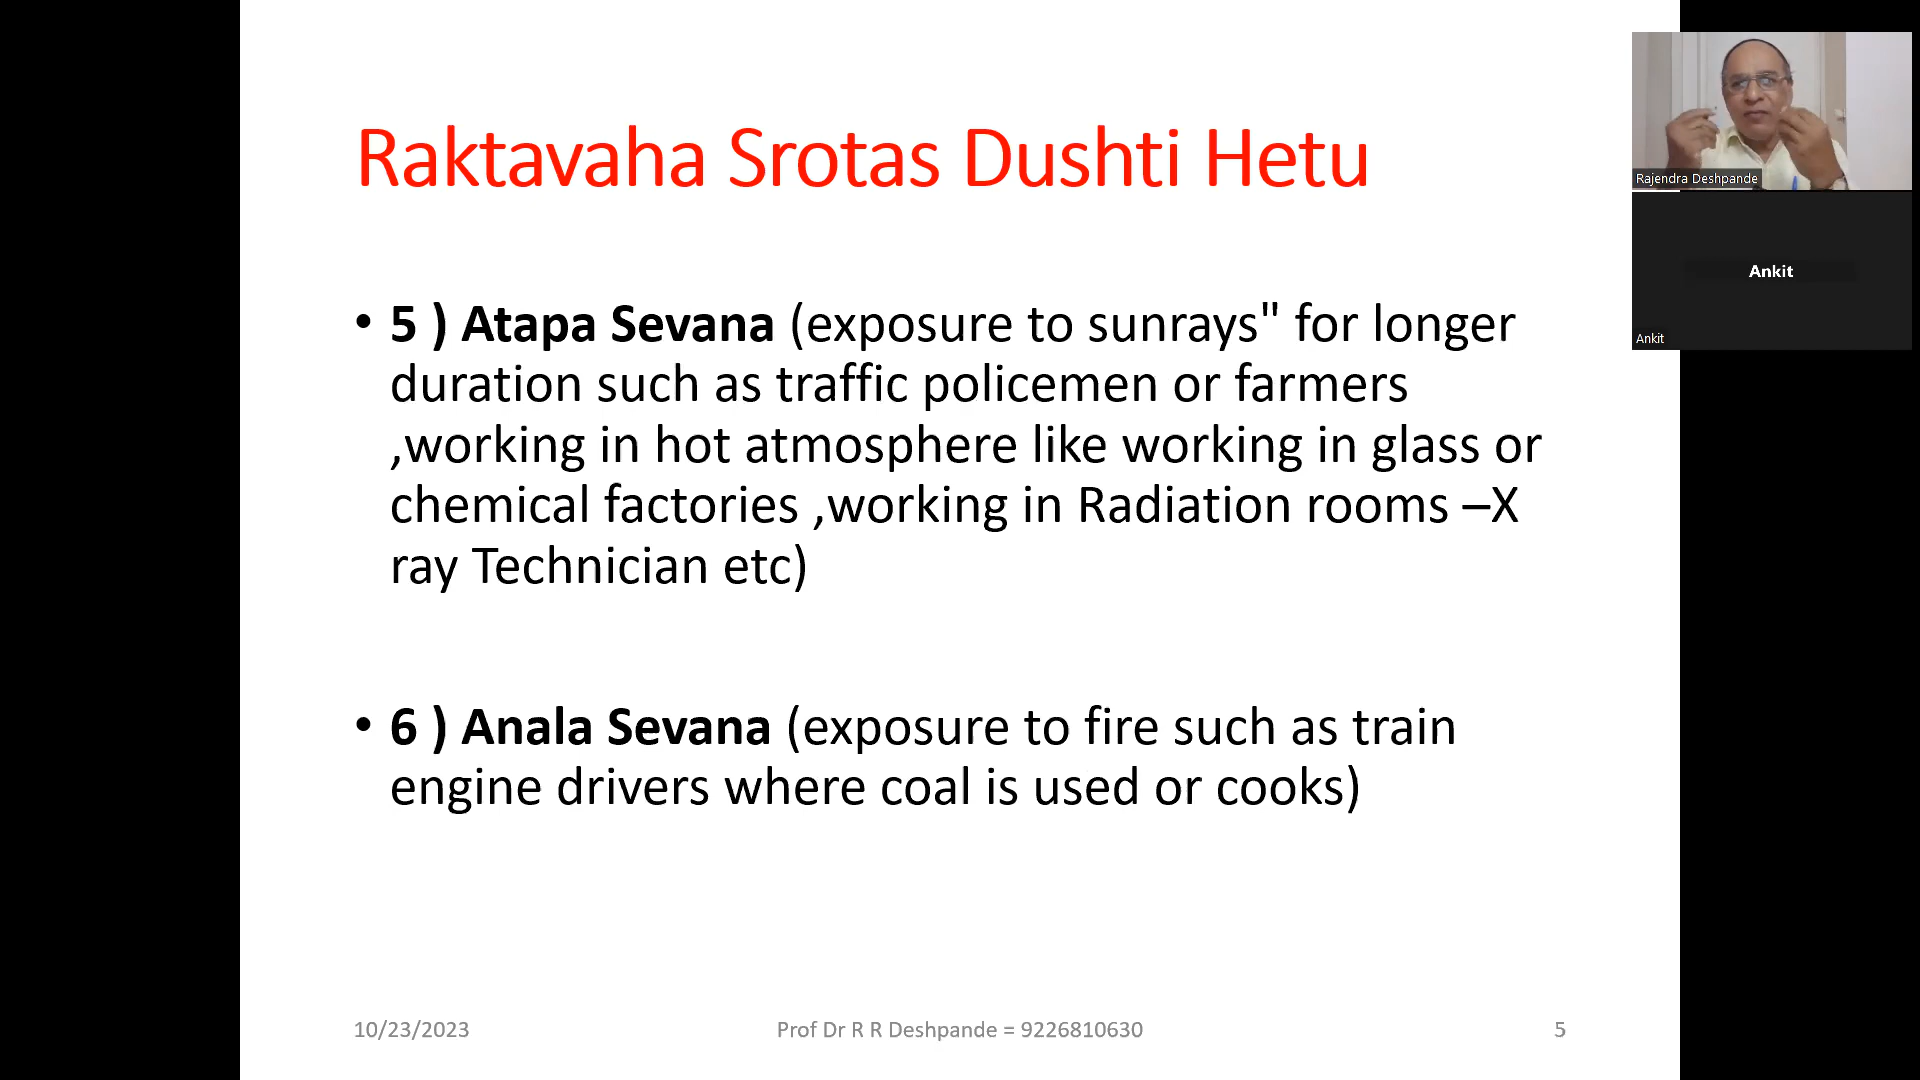 Raktavaha Srotas Dushti Hetu
• 5 ) Atapa Sevana (exposure to sunrays" for longer
duration such as traffic policemen or farmers
,working in hot atmosphere like working in glass or
chemical factories ,working in Radiation rooms –X
ray Technician etc)
• 6 ) Anala Sevana (exposure to fire such as train
engine drivers where coal is used or cooks)
10/23/2023
Prof Dr R R Deshpande = 9226810630
5
Rajendra Deshpande
Ankit
Ankit